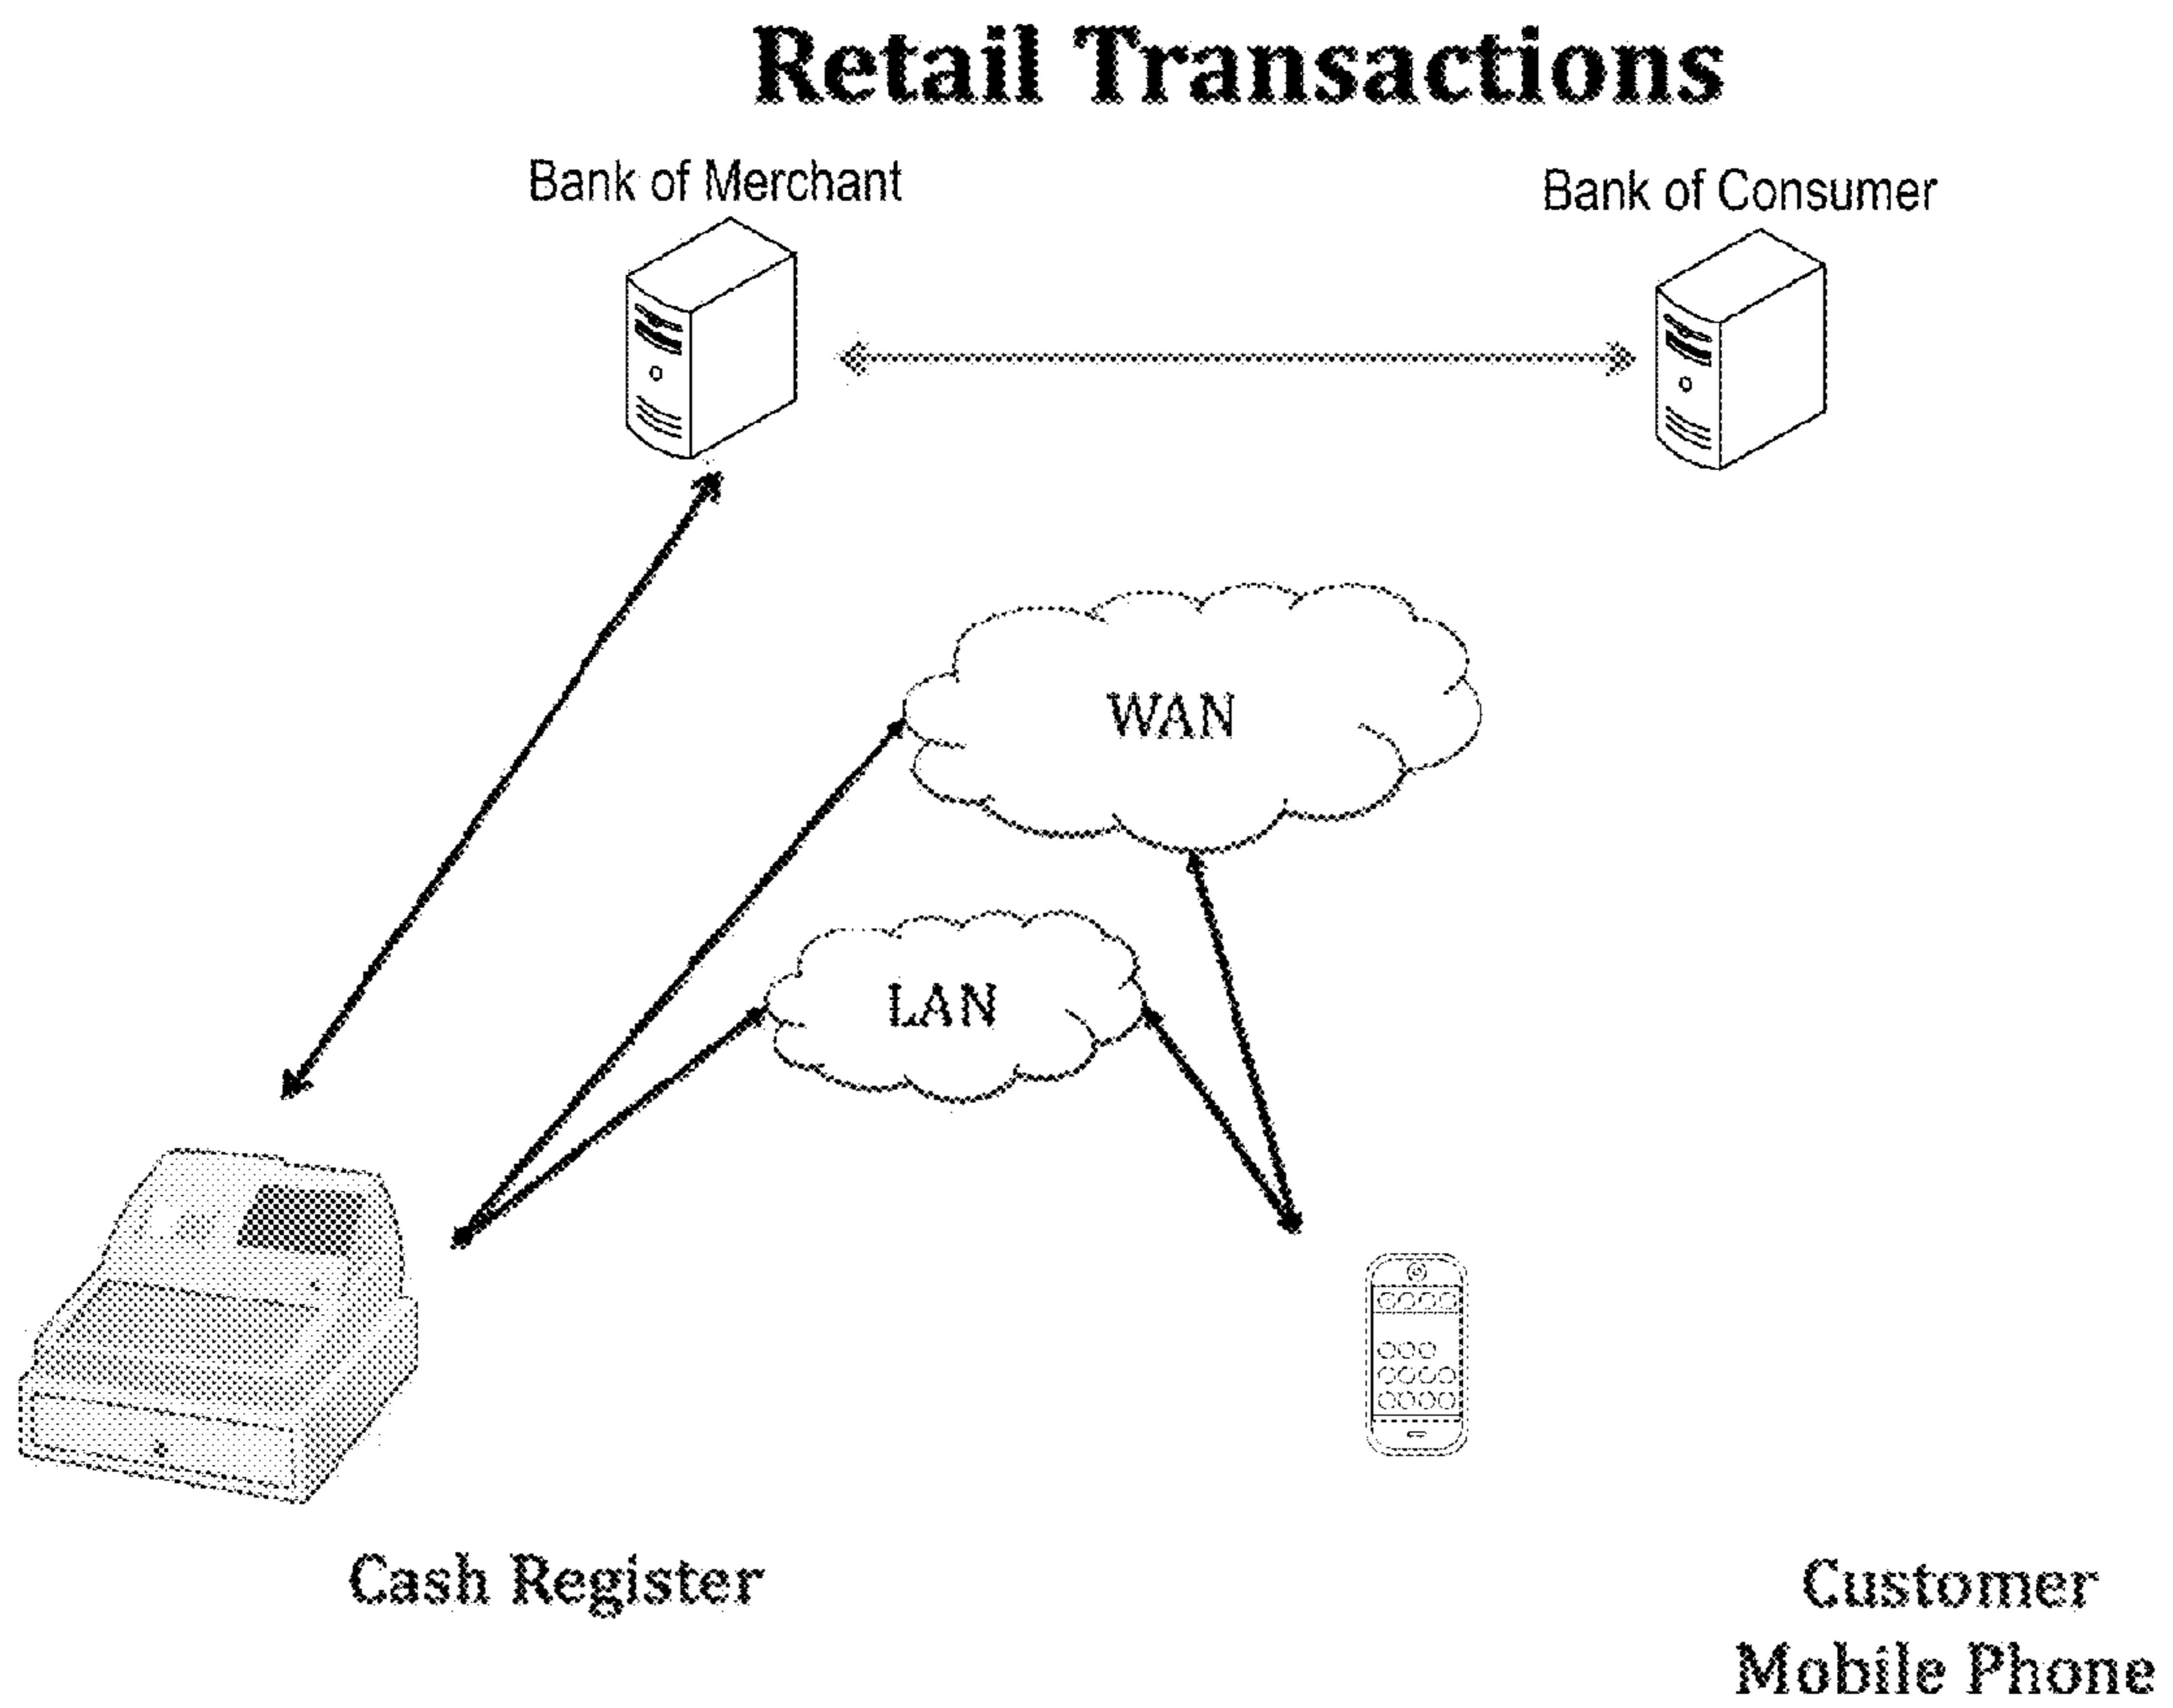 Retail Transactions
Bank of Merchant
Bank of Consumer
WAN
LAN
Cash Register
Customer
Mobile Phone